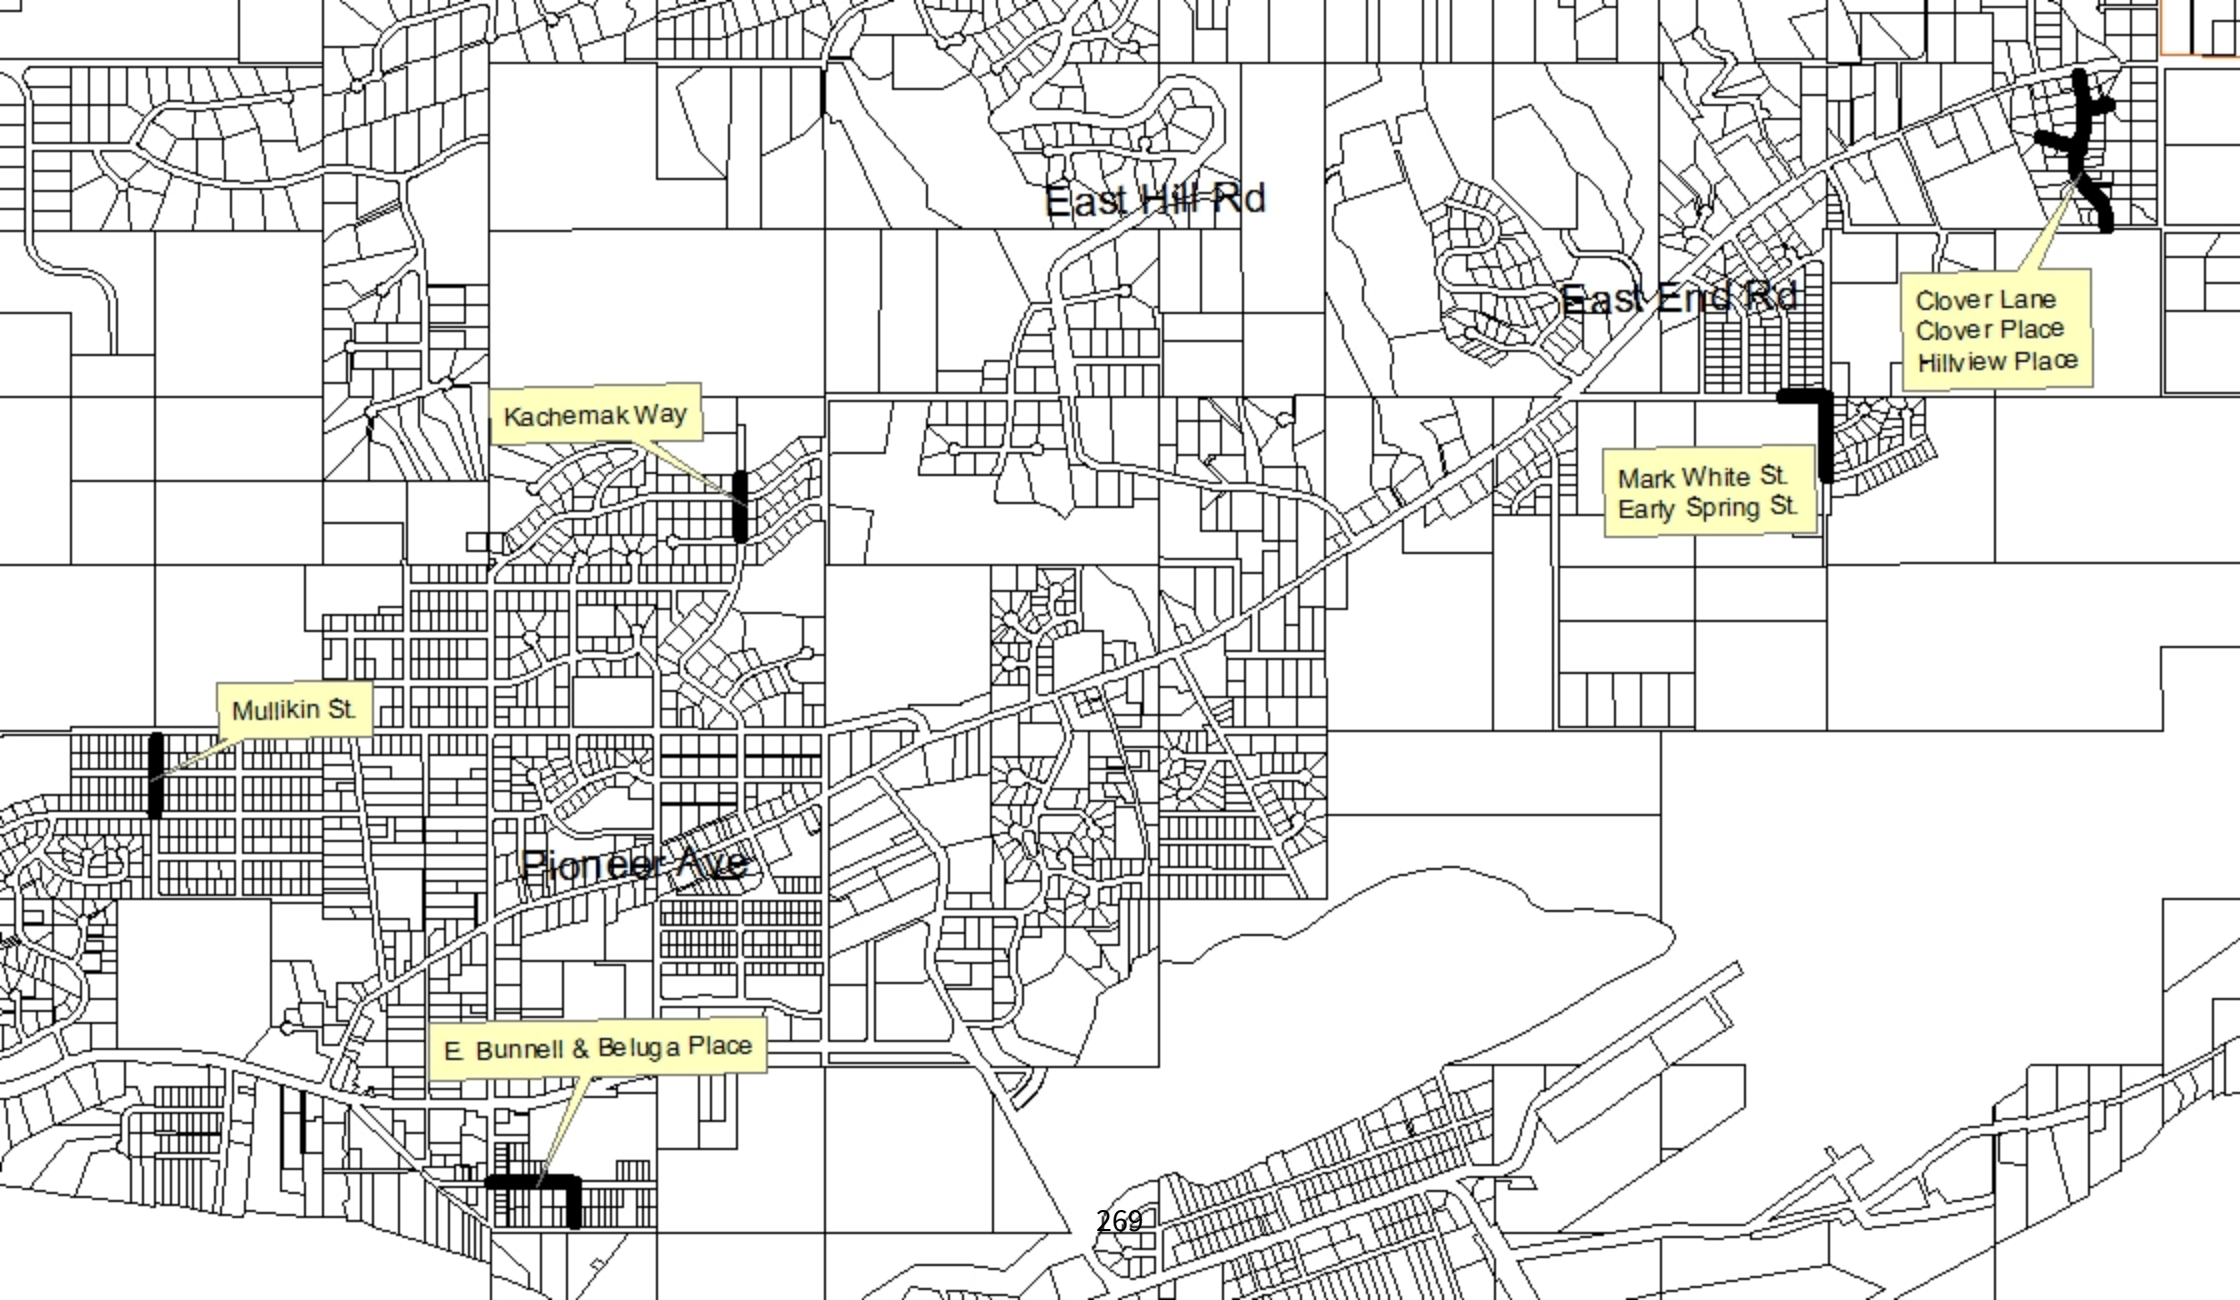 East Hill Rd
East End Rd
Clover Lane
Clover Place
Hillview Place
Kachemak Way
Mark White St.
Early Spring St.
Mullikin St.
Pioneer Ave
E. Bunnell & Beluga Place
269